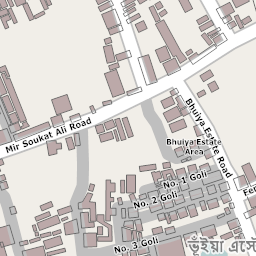 Mir Soukat Ali Road
Bhuiya Estate Road
Bhuiya Estate
Area
No. 1 Goli
No. 2 Goli
No. 3 Goli
ভূঁইয়া